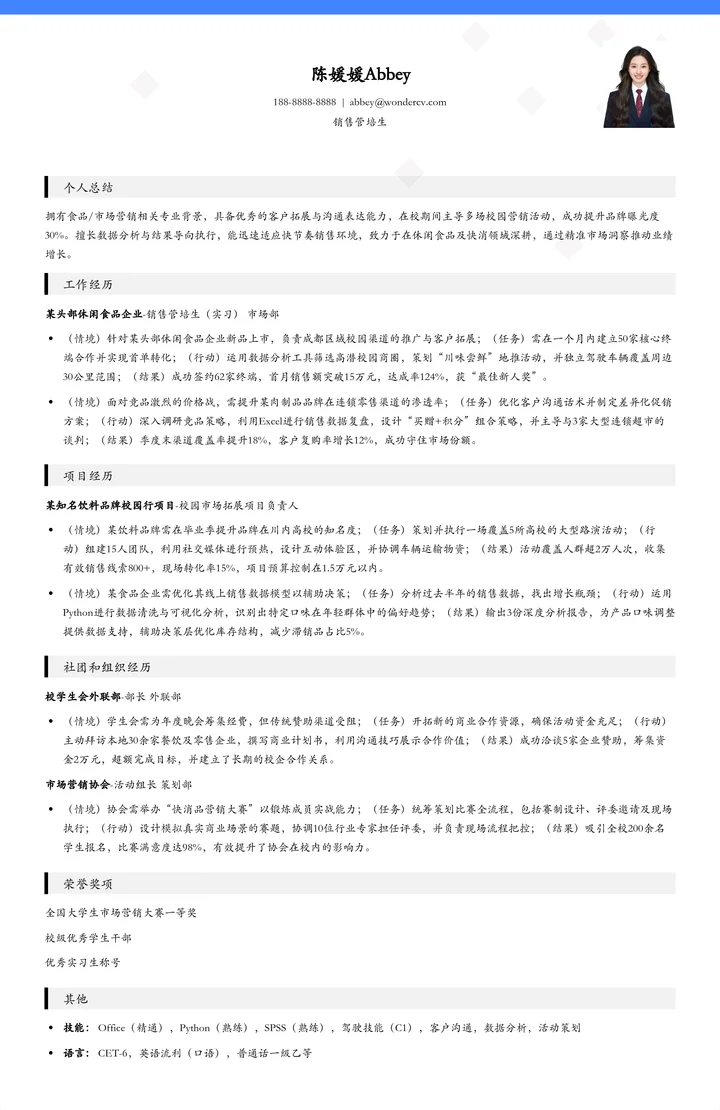 陈媛媛Abbey
188-8888-8888 | abbey@wondercv.com
销售管培生
个人总结
拥有食品/市场营销相关专业背景，具备优秀的客户拓展与沟通表达能力，在校期间主导多场校园营销活动，成功提升品牌曝光度
30%。擅长数据分析与结果导向执行，能迅速适应快节奏销售环境，致力于在休闲食品及快消领域深耕，通过精准市场洞察推动业绩
增长。
工作经历
某头部休闲食品企业-销售管培生（实习） 市场部
• （情境）针对某头部休闲食品企业新品上市，负责成都区域校园渠道的推广与客户拓展；（任务）需在一个月内建立50家核心终
端合作并实现首单转化；（行动）运用数据分析工具筛选高潜校园商圈，策划“川味尝鲜”地推活动，并独立驾驶车辆覆盖周边
30公里范围；（结果）成功签约62家终端，首月销售额突破15万元，达成率124%，获“最佳新人奖”。
• （情境）面对竞品激烈的价格战，需提升某肉制品品牌在连锁零售渠道的渗透率；（任务）优化客户沟通话术并制定差异化促销
方案；（行动）深入调研竞品策略，利用Excel进行销售数据复盘，设计“买赠+积分”组合策略，并主导与3家大型连锁超市的
谈判；（结果）季度末渠道覆盖率提升18%，客户复购率增长12%，成功守住市场份额。
项目经历
某知名饮料品牌校园行项目-校园市场拓展项目负责人
• （情境）某饮料品牌需在毕业季提升品牌在川内高校的知名度；（任务）策划并执行一场覆盖5所高校的大型路演活动；（行
动）组建15人团队，利用社交媒体进行预热，设计互动体验区，并协调车辆运输物资；（结果）活动覆盖人群超2万人次，收集
有效销售线索800+，现场转化率15%，项目预算控制在1.5万元以内。
• （情境）某食品企业需优化其线上销售数据模型以辅助决策；（任务）分析过去半年的销售数据，找出增长瓶颈；（行动）运用
Python进行数据清洗与可视化分析，识别出特定口味在年轻群体中的偏好趋势；（结果）输出3份深度分析报告，为产品口味调整
提供数据支持，辅助决策层优化库存结构，减少滞销品占比5%。
社团和组织经历
校学生会外联部-部长 外联部
• （情境）学生会需为年度晚会筹集经费，但传统赞助渠道受阻；（任务）开拓新的商业合作资源，确保活动资金充足；（行动）
主动拜访本地30余家餐饮及零售企业，撰写商业计划书，利用沟通技巧展示合作价值；（结果）成功洽谈5家企业赞助，筹集资
金2万元，超额完成目标，并建立了长期的校企合作关系。
市场营销协会-活动组长 策划部
• （情境）协会需举办“快消品营销大赛”以锻炼成员实战能力；（任务）统筹策划比赛全流程，包括赛制设计、评委邀请及现场
执行；（行动）设计模拟真实商业场景的赛题，协调10位行业专家担任评委，并负责现场流程把控；（结果）吸引全校200余名
学生报名，比赛满意度达98%，有效提升了协会在校内的影响力。
荣誉奖项
全国大学生市场营销大赛一等奖
校级优秀学生干部
优秀实习生称号
其他
• 技能： Office（精通）, Python（熟练）, SPSS（熟练）, 驾驶技能（C1）, 客户沟通, 数据分析, 活动策划
• 语言： CET-6，英语流利（口语），普通话一级乙等